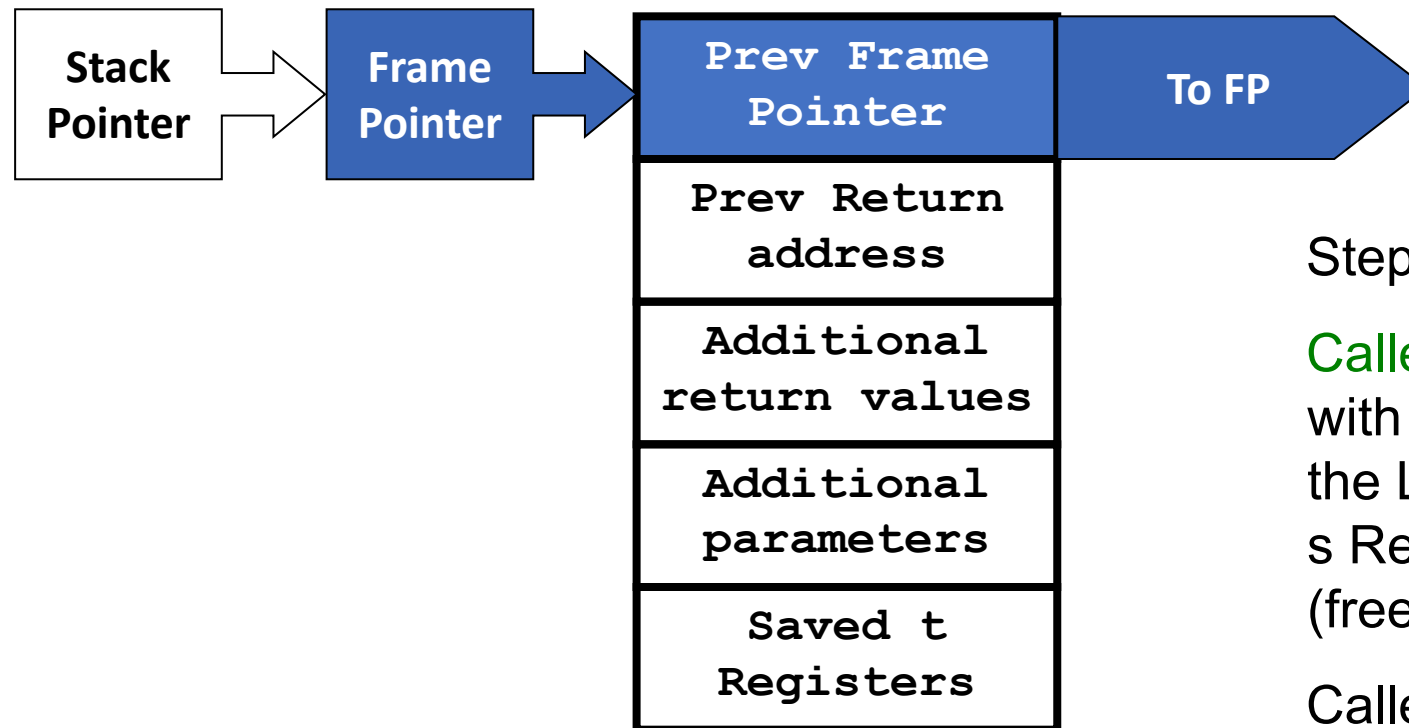 Stack
Pointer
Frame
Pointer
Prev Frame
Pointer
To FP
Prev Return
address
Additional
return values
Additional
parameters
Saved t
Registers
Step
Calle
with
the L
s Re
(free
Calle